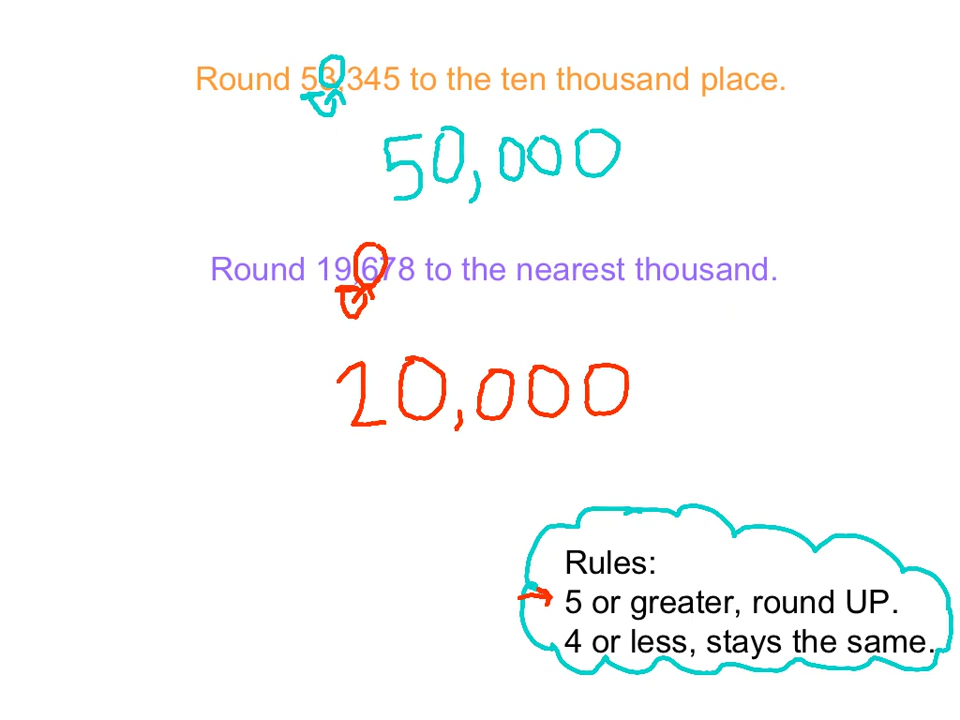 Round 53,345 to the ten thousand place.
50,000
Round 19,678 to the nearest thousand.
20,000
Rules:
5 or greater, round UP.
4 or less, stays the same.